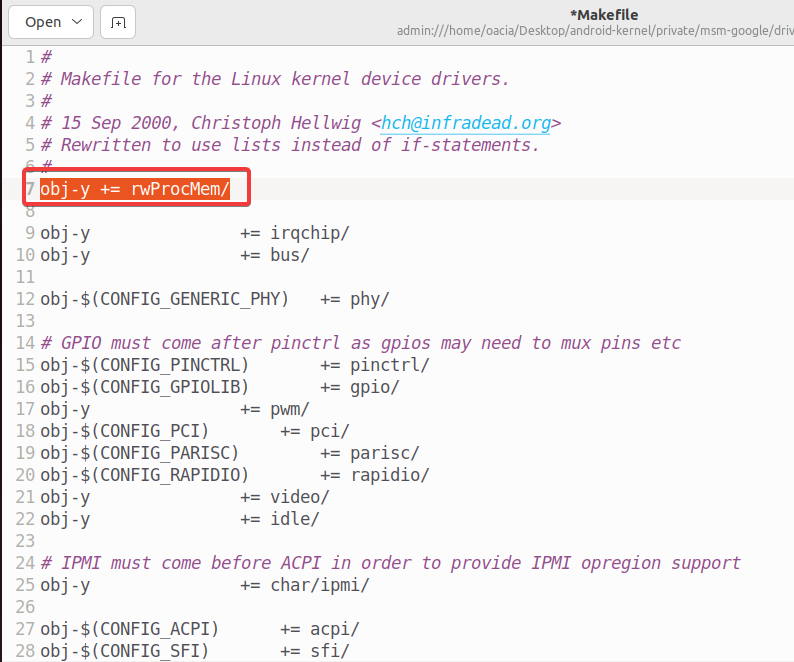 Open
*Makefile
admin:///home/oacia/Desktop/android-kernel/private/msm-google/driv
1 #
2 # Makefile for the Linux kernel device drivers.
3 #
4 # 15 Sep 2000, Christoph Hellwig <hch@infradead.org>
5 # Rewritten to use lists instead of if-statements.
6 #
7 obj-y += rwProcMem/
8
9 obj-y += irqchip/
10 obj-y += bus/
11
12 obj-$(CONFIG_GENERIC_PHY) += phy/
13
14 # GPIO must come after pinctrl as gpios may need to mux pins etc
15 obj-$(CONFIG_PINCTRL) += pinctrl/
16 obj-$(CONFIG_GPIOLIB) += gpio/
17 obj-y += pwm/
18 obj-$(CONFIG_PCI) += pci/
19 obj-$(CONFIG_PARISC) += parisc/
20 obj-$(CONFIG_RAPIDIO) += rapidio/
21 obj-y += video/
22 obj-y += idle/
23
24 # IPMI must come before ACPI in order to provide IPMI opregion support
25 obj-y += char/ipmi/
26
27 obj-$(CONFIG_ACPI) += acpi/
28 obj-$(CONFIG_SFI) += sfi/